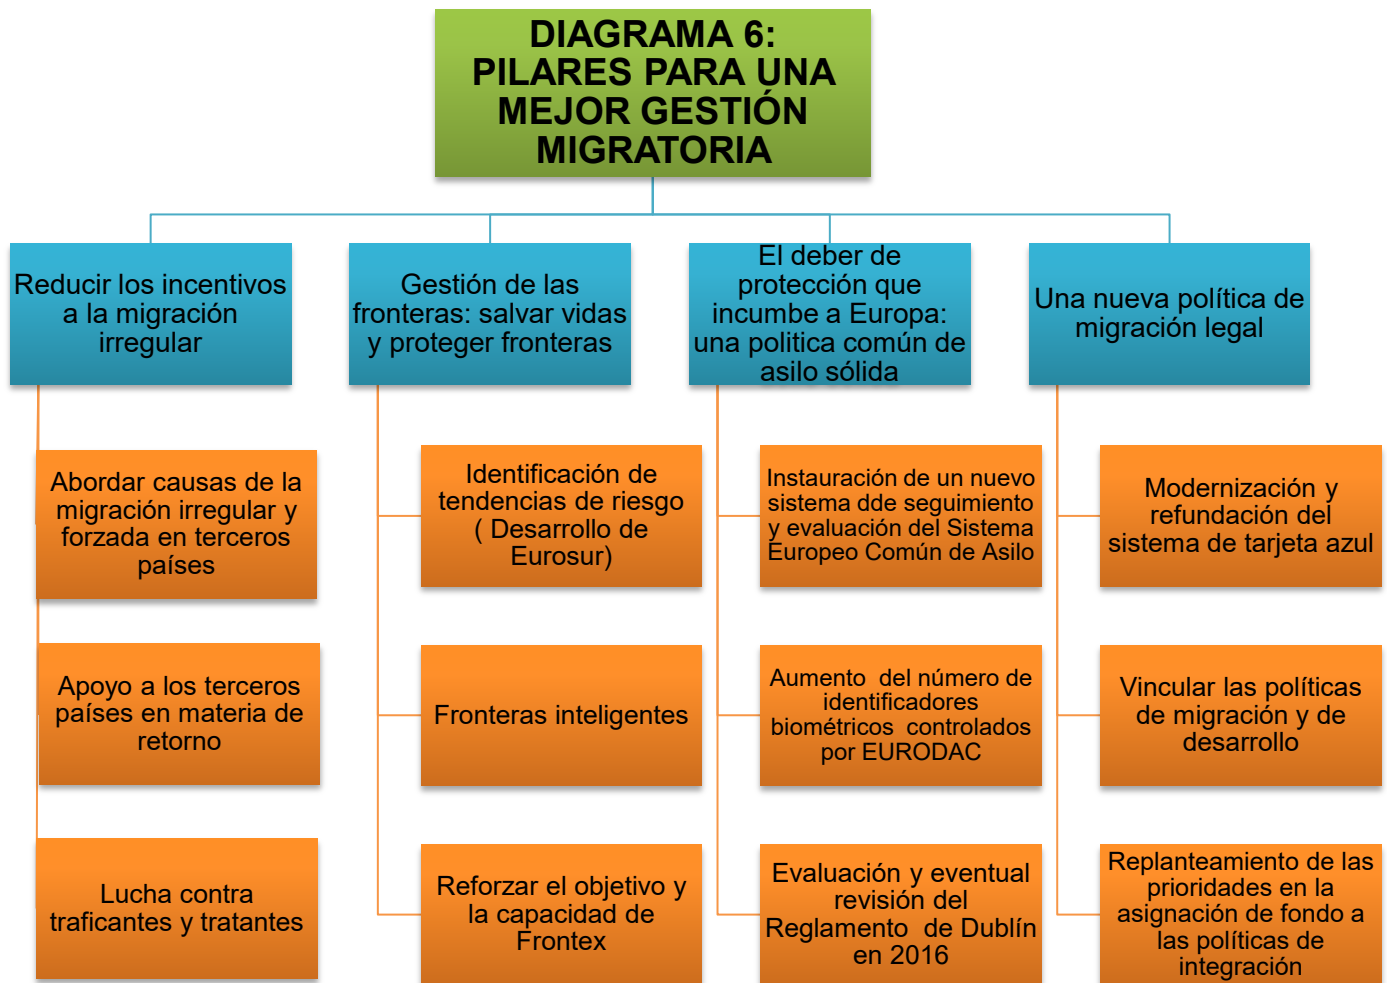 DIAGRAMA 6:
PILARES PARA UNA
MEJOR GESTIÓN
MIGRATORIA
Reducir los incentivos
a la migración
irregular
Abordar causas de la
migración irregular y
forzada en terceros
países
Apoyo a los terceros
países en materia de
retorno
Lucha contra
traficantes y tratantes
Gestión de las
fronteras: salvar vidas
y proteger fronteras
Identificación de
tendencias de riesgo
( Desarrollo de
Eurosur)
Fronteras inteligentes
Reforzar el objetivo y
la capacidad de
Frontex
El deber de
protección que
incumbe a Europa:
una politica común de
asilo sólida
Instauración de un nuevo
sistema dde seguimiento
y evaluación del Sistema
Europeo Común de Asilo
Aumento del número de
identificadores
biométricos controlados
por EURODAC
Evaluación y eventual
revisión del
Reglamento de Dublín
en 2016
Una nueva política de
migración legal
Modernización y
refundación del
sistema de tarjeta azul
Vincular las políticas
de migración y de
desarrollo
Replanteamiento de las
prioridades en la
asignación de fondo a
las políticas de
integración